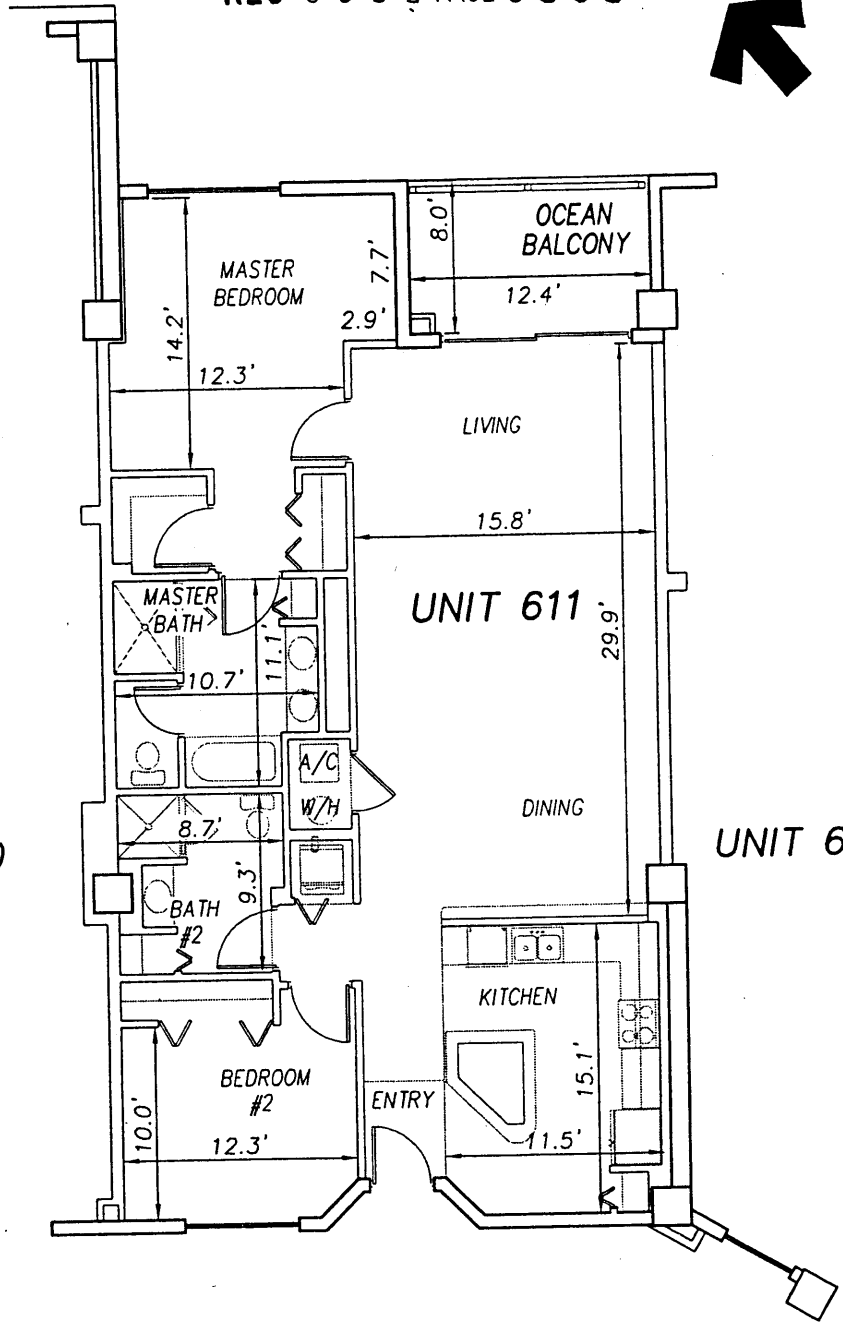 OCEAN
BALCONY
8.0'
12.4'
MASTER
BEDROOM
7.7'
2.9'
14.2'
12.3'
LIVING
15.8'
UNIT 611
29.9'
MASTER
BATH
11.1'
10.7'
A/C
W/H
DINING
UNIT 6
8.7'
9.3'
BATH
#2
KITCHEN
15.1'
11.5'
BEDROOM
#2
10.0'
12.3'
ENTRY